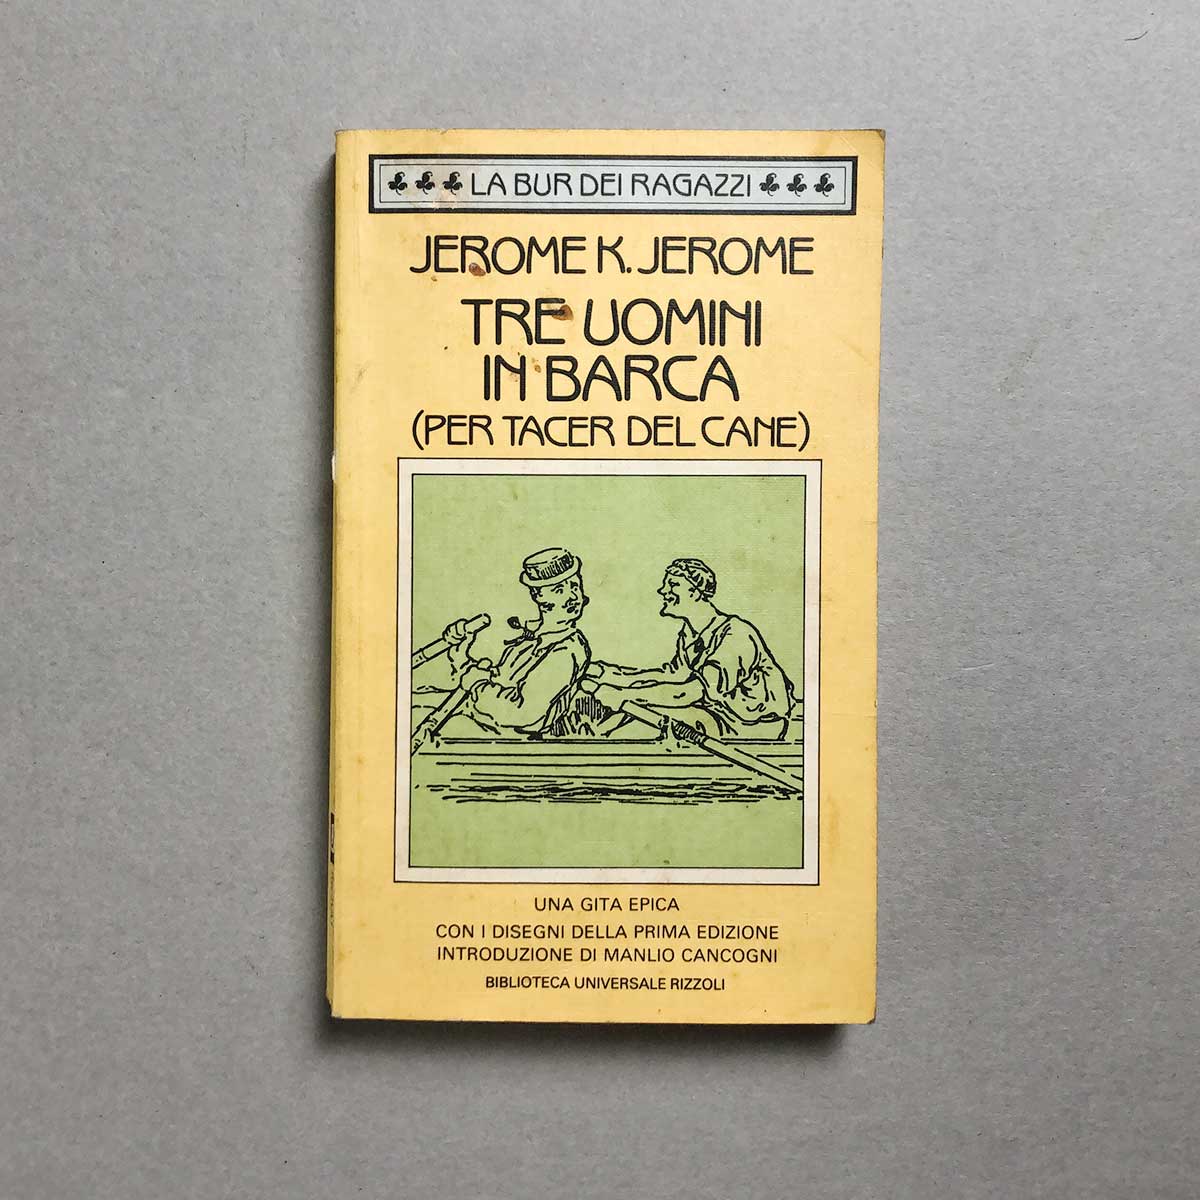 LA BUR DEI RAGAZZI
JEROME K. JEROME
TRE UOMINI
IN BARCA
(PER TACER DEL CANE)
UNA GITA EPICA
CON I DISEGNI DELLA PRIMA EDIZIONE
INTRODUZIONE DI MANLIO CANCOGNI
BIBLIOTECA UNIVERSALE RIZZOLI